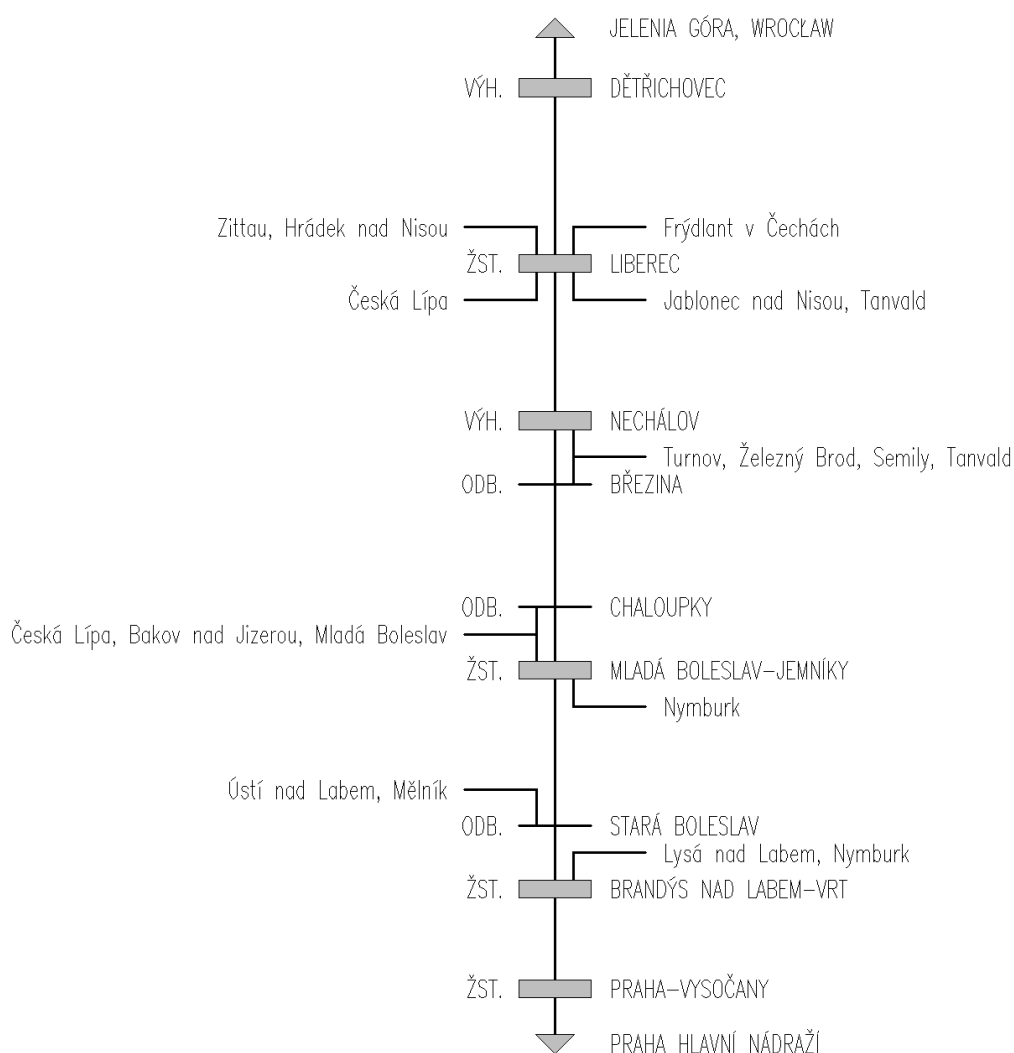 JELENIA GÓRA, WROCŁAW
VÝH. DĚTŘICHOVEC
Zittau, Hrádek nad Nisou Frýdlant v Čechách
ŽST. LIBEREC
Česká Lípa Jablonec nad Nisou, Tanvald
VÝH. NECHÁLOV
Turnov, Železný Brod, Semily, Tanvald
ODB. BŘEZINA
ODB. CHALOUPKY
Česká Lípa, Bakov nad Jizerou, Mladá Boleslav
ŽST. MLADÁ BOLESLAV-JEMNÍKY
Nymburk
Ústí nad Labem, Mělník
ODB. STARÁ BOLESLAV
Lysá nad Labem, Nymburk
ŽST. BRANDÝS NAD LABEM-VRT
ŽST. PRAHA-VYSOČANY
PRAHA HLAVNÍ NÁDRAŽÍ